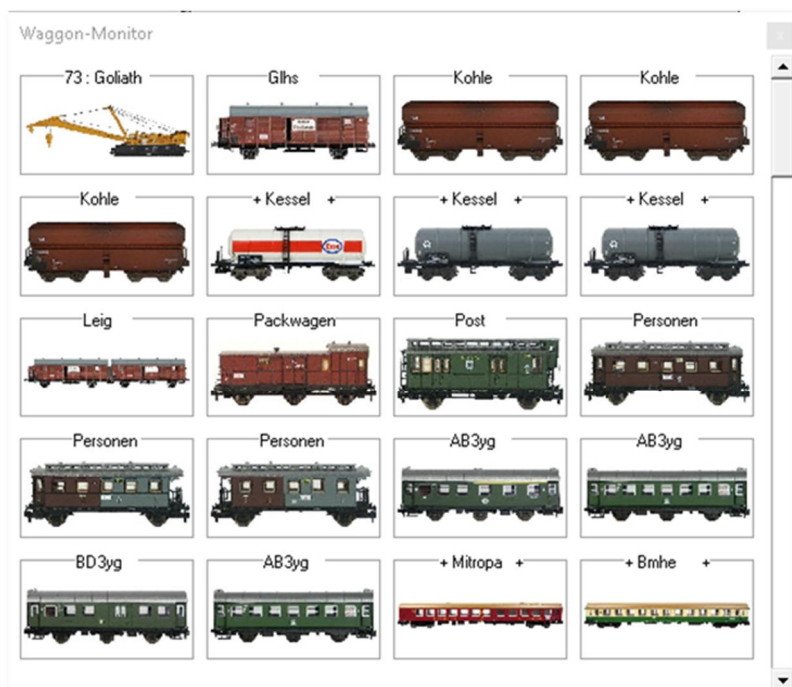 Waggon-Monitor
x
73 : Goliath
Glhs
Kohle
Kohle
Kohle
+ Kessel +
+ Kessel +
+ Kessel +
Esso
Leig
Packwagen
Post
Personen
Personen
Personen
AB3yg
AB3yg
BD3yg
AB3yg
+ Mitropa +
+ Bmhe +